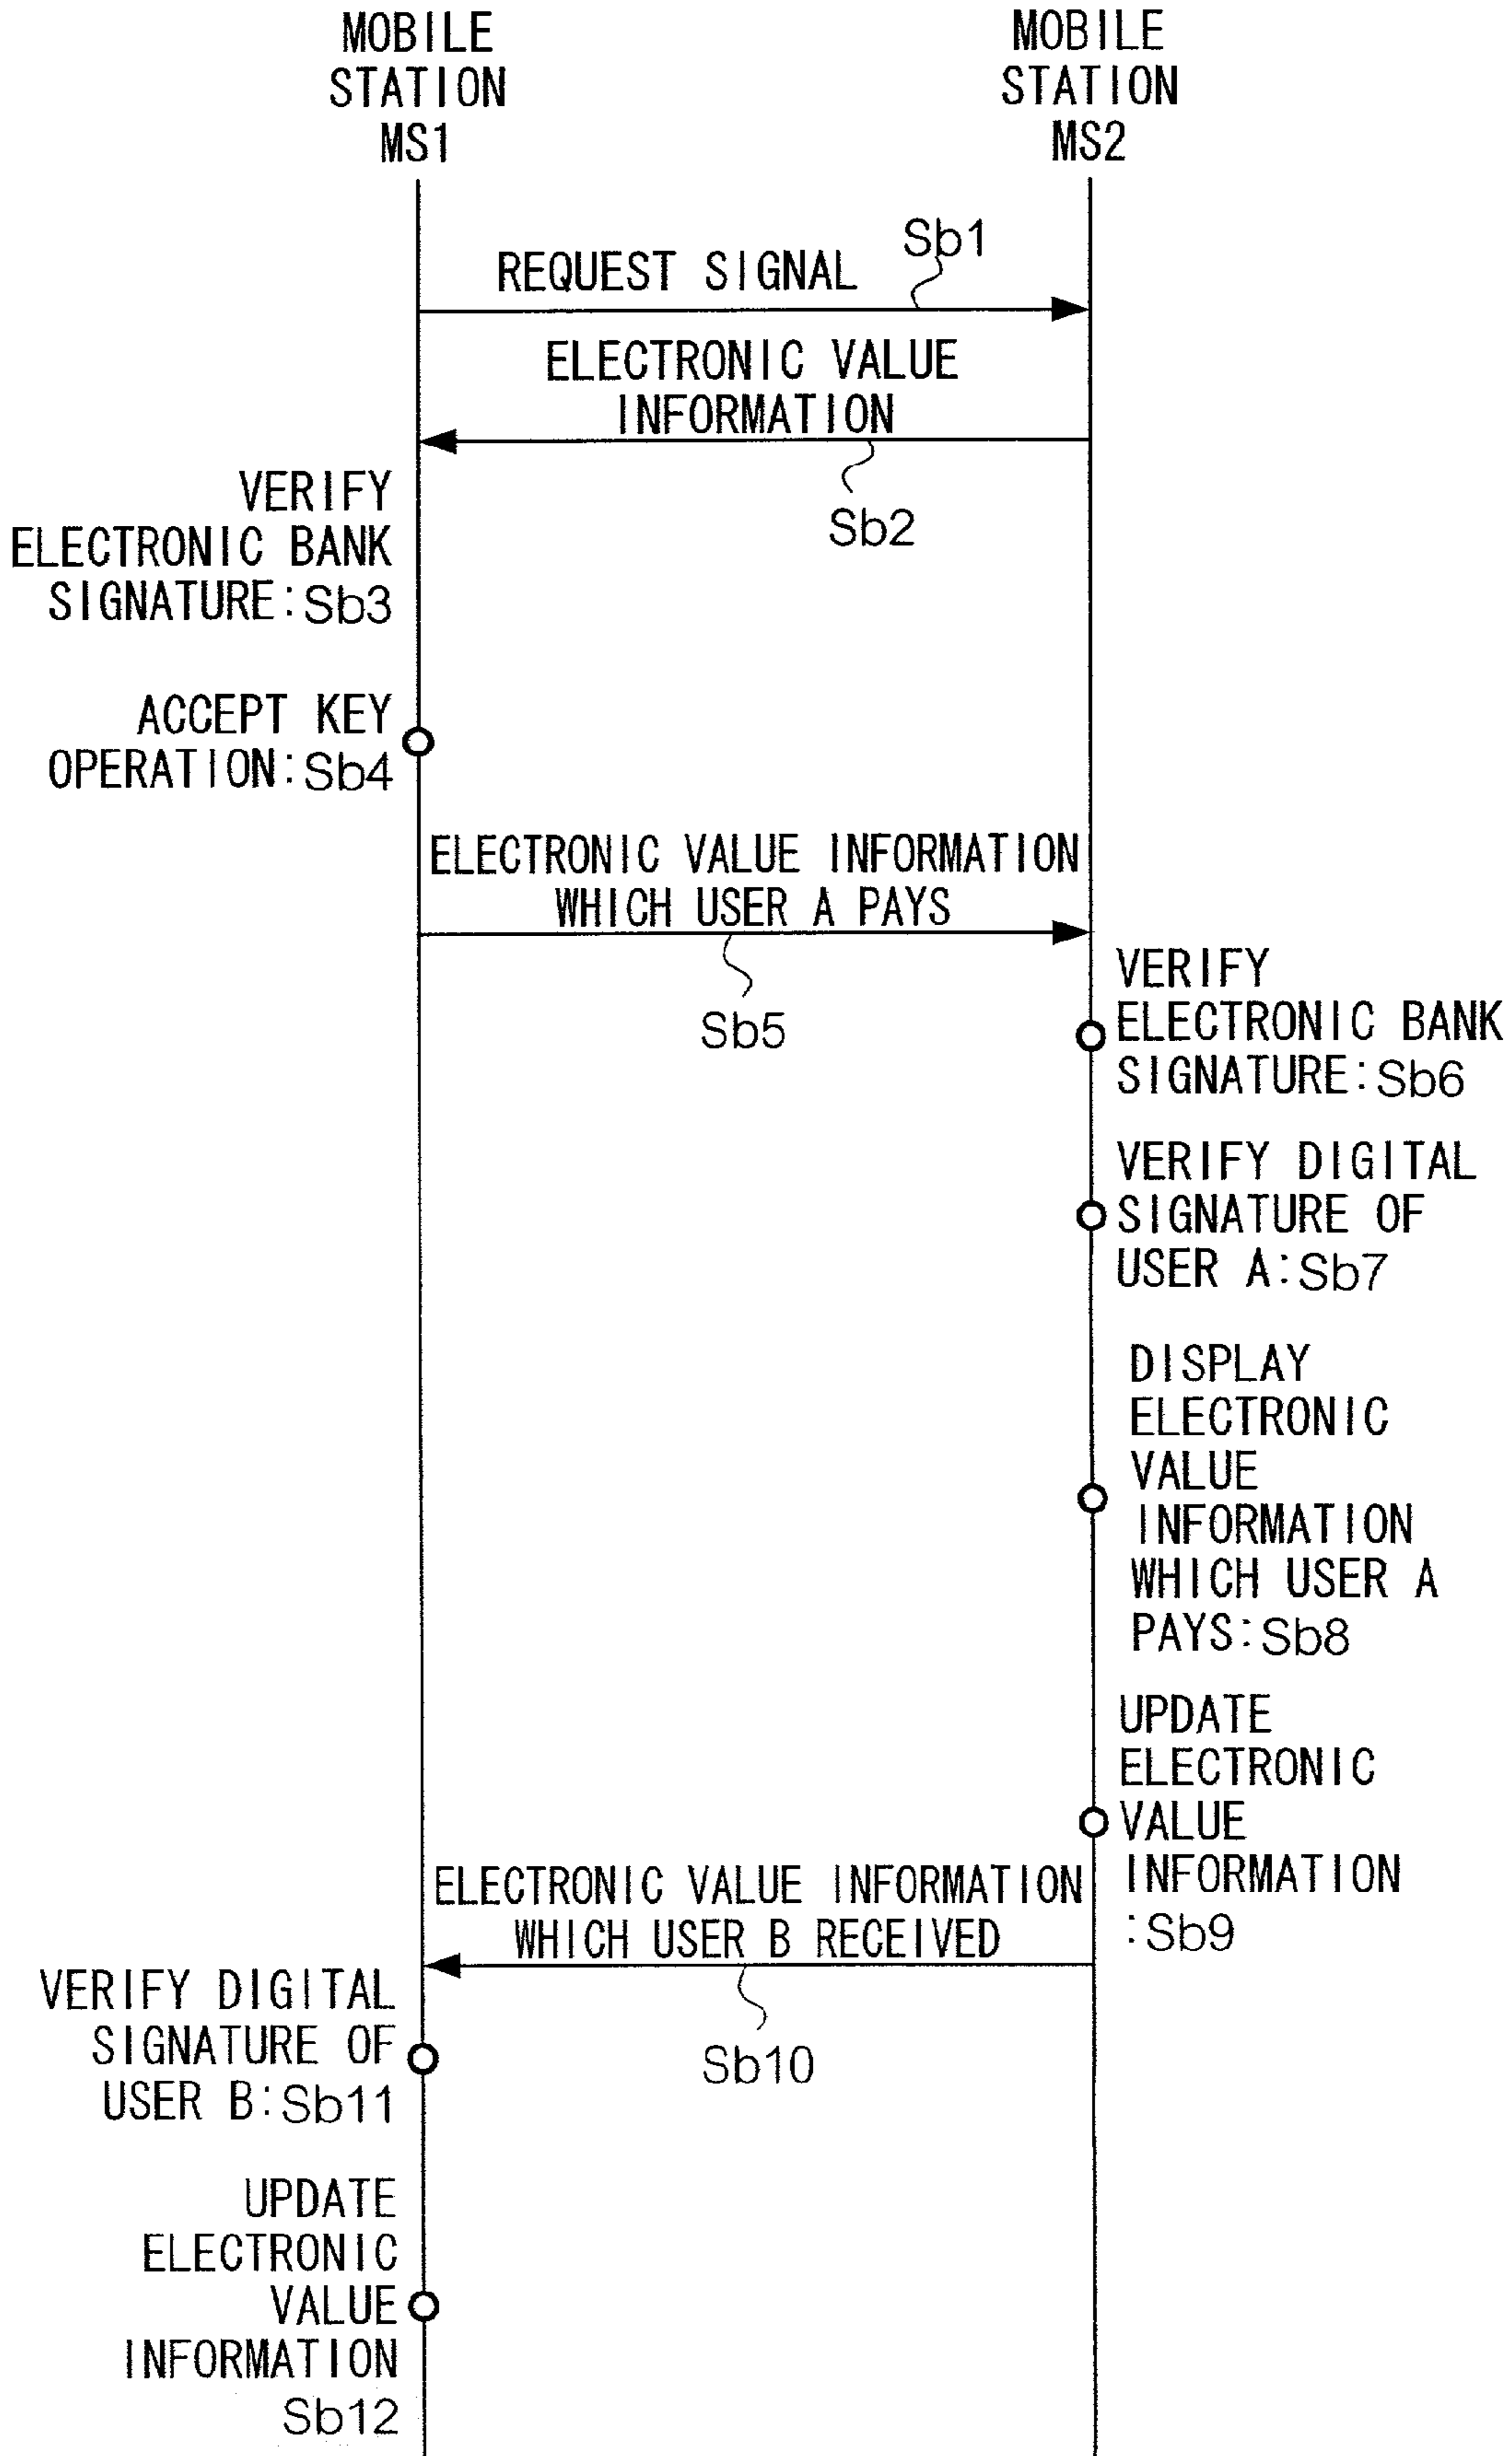 MOBILE
STATION
MS1
MOBILE
STATION
MS2
Sb1
REQUEST SIGNAL
ELECTRONIC VALUE
INFORMATION
Sb2
VERIFY
ELECTRONIC BANK
SIGNATURE:Sb3
ACCEPT KEY
OPERATION:Sb4
ELECTRONIC VALUE INFORMATION
WHICH USER A PAYS
Sb5
VERIFY
ELECTRONIC BANK
SIGNATURE:Sb6
VERIFY DIGITAL
SIGNATURE OF
USER A:Sb7
DISPLAY
ELECTRONIC
VALUE
INFORMATION
WHICH USER A
PAYS:Sb8
UPDATE
ELECTRONIC
VALUE
INFORMATION
:Sb9
ELECTRONIC VALUE INFORMATION
WHICH USER B RECEIVED
Sb10
VERIFY DIGITAL
SIGNATURE OF
USER B:Sb11
UPDATE
ELECTRONIC
VALUE
INFORMATION
Sb12